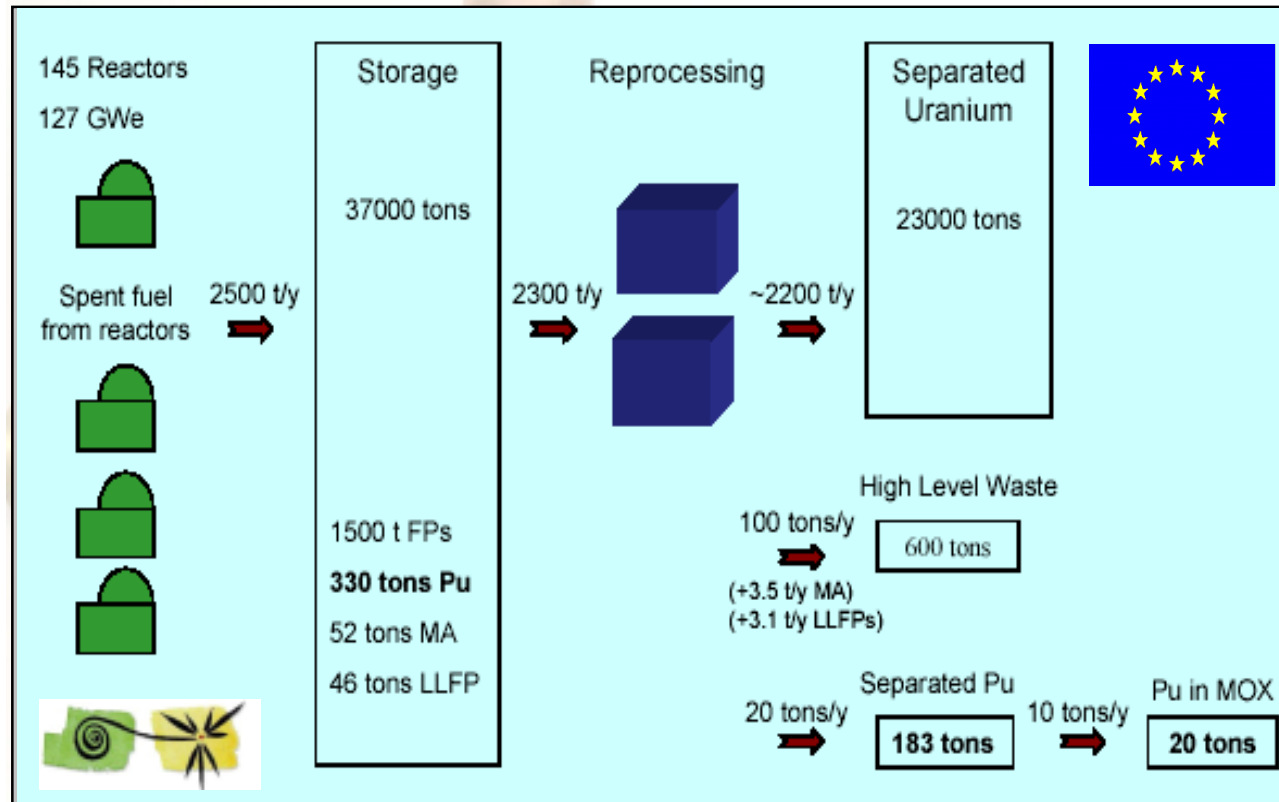 145 Reactors
127 GWe
Spent fuel
from reactors
2500 t/y
Storage
37000 tons
1500 t FPs
330 tons Pu
52 tons MA
46 tons LLFP
2300 t/y
Reprocessing
~2200 t/y
Separated
Uranium
23000 tons
High Level Waste
100 tons/y
600 tons
(+3.5 t/y MA)
(+3.1 t/y LLFPs)
Separated Pu
20 tons/y
183 tons
10 tons/y
Pu in MOX
20 tons